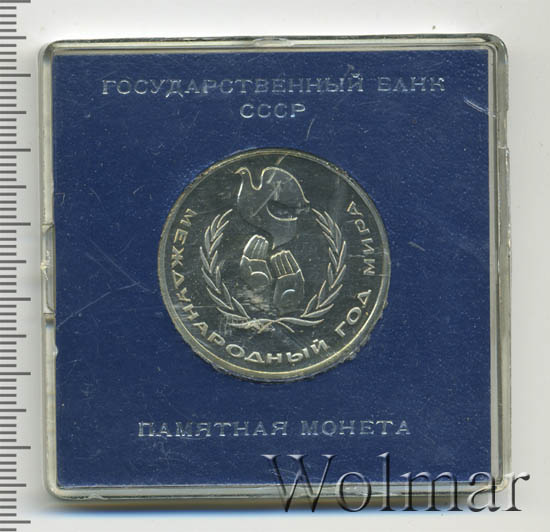 ГОСУДАРСТВЕННЫЙ БАНК
СССР
МЕЖДУНАРОДНЫЙ ГОД МИРА
ПАМЯТНАЯ МОНЕТА
Wolmar